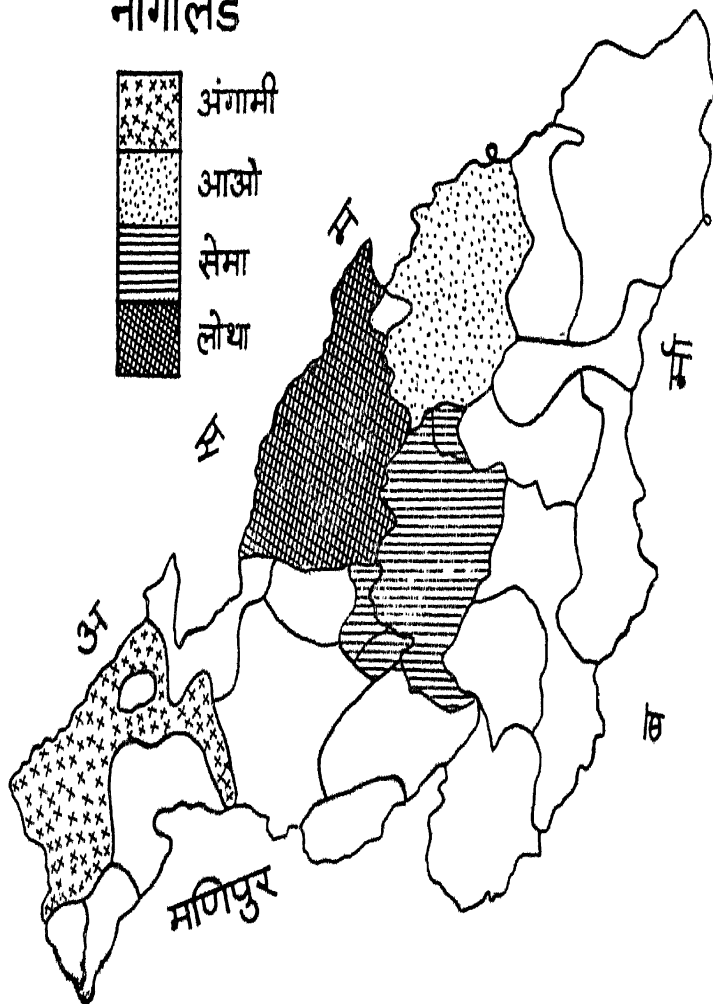 नागालैंड
अंगामी
आओ
सेमा
लोथा
अ स म
ब र्मा
मणिपुर